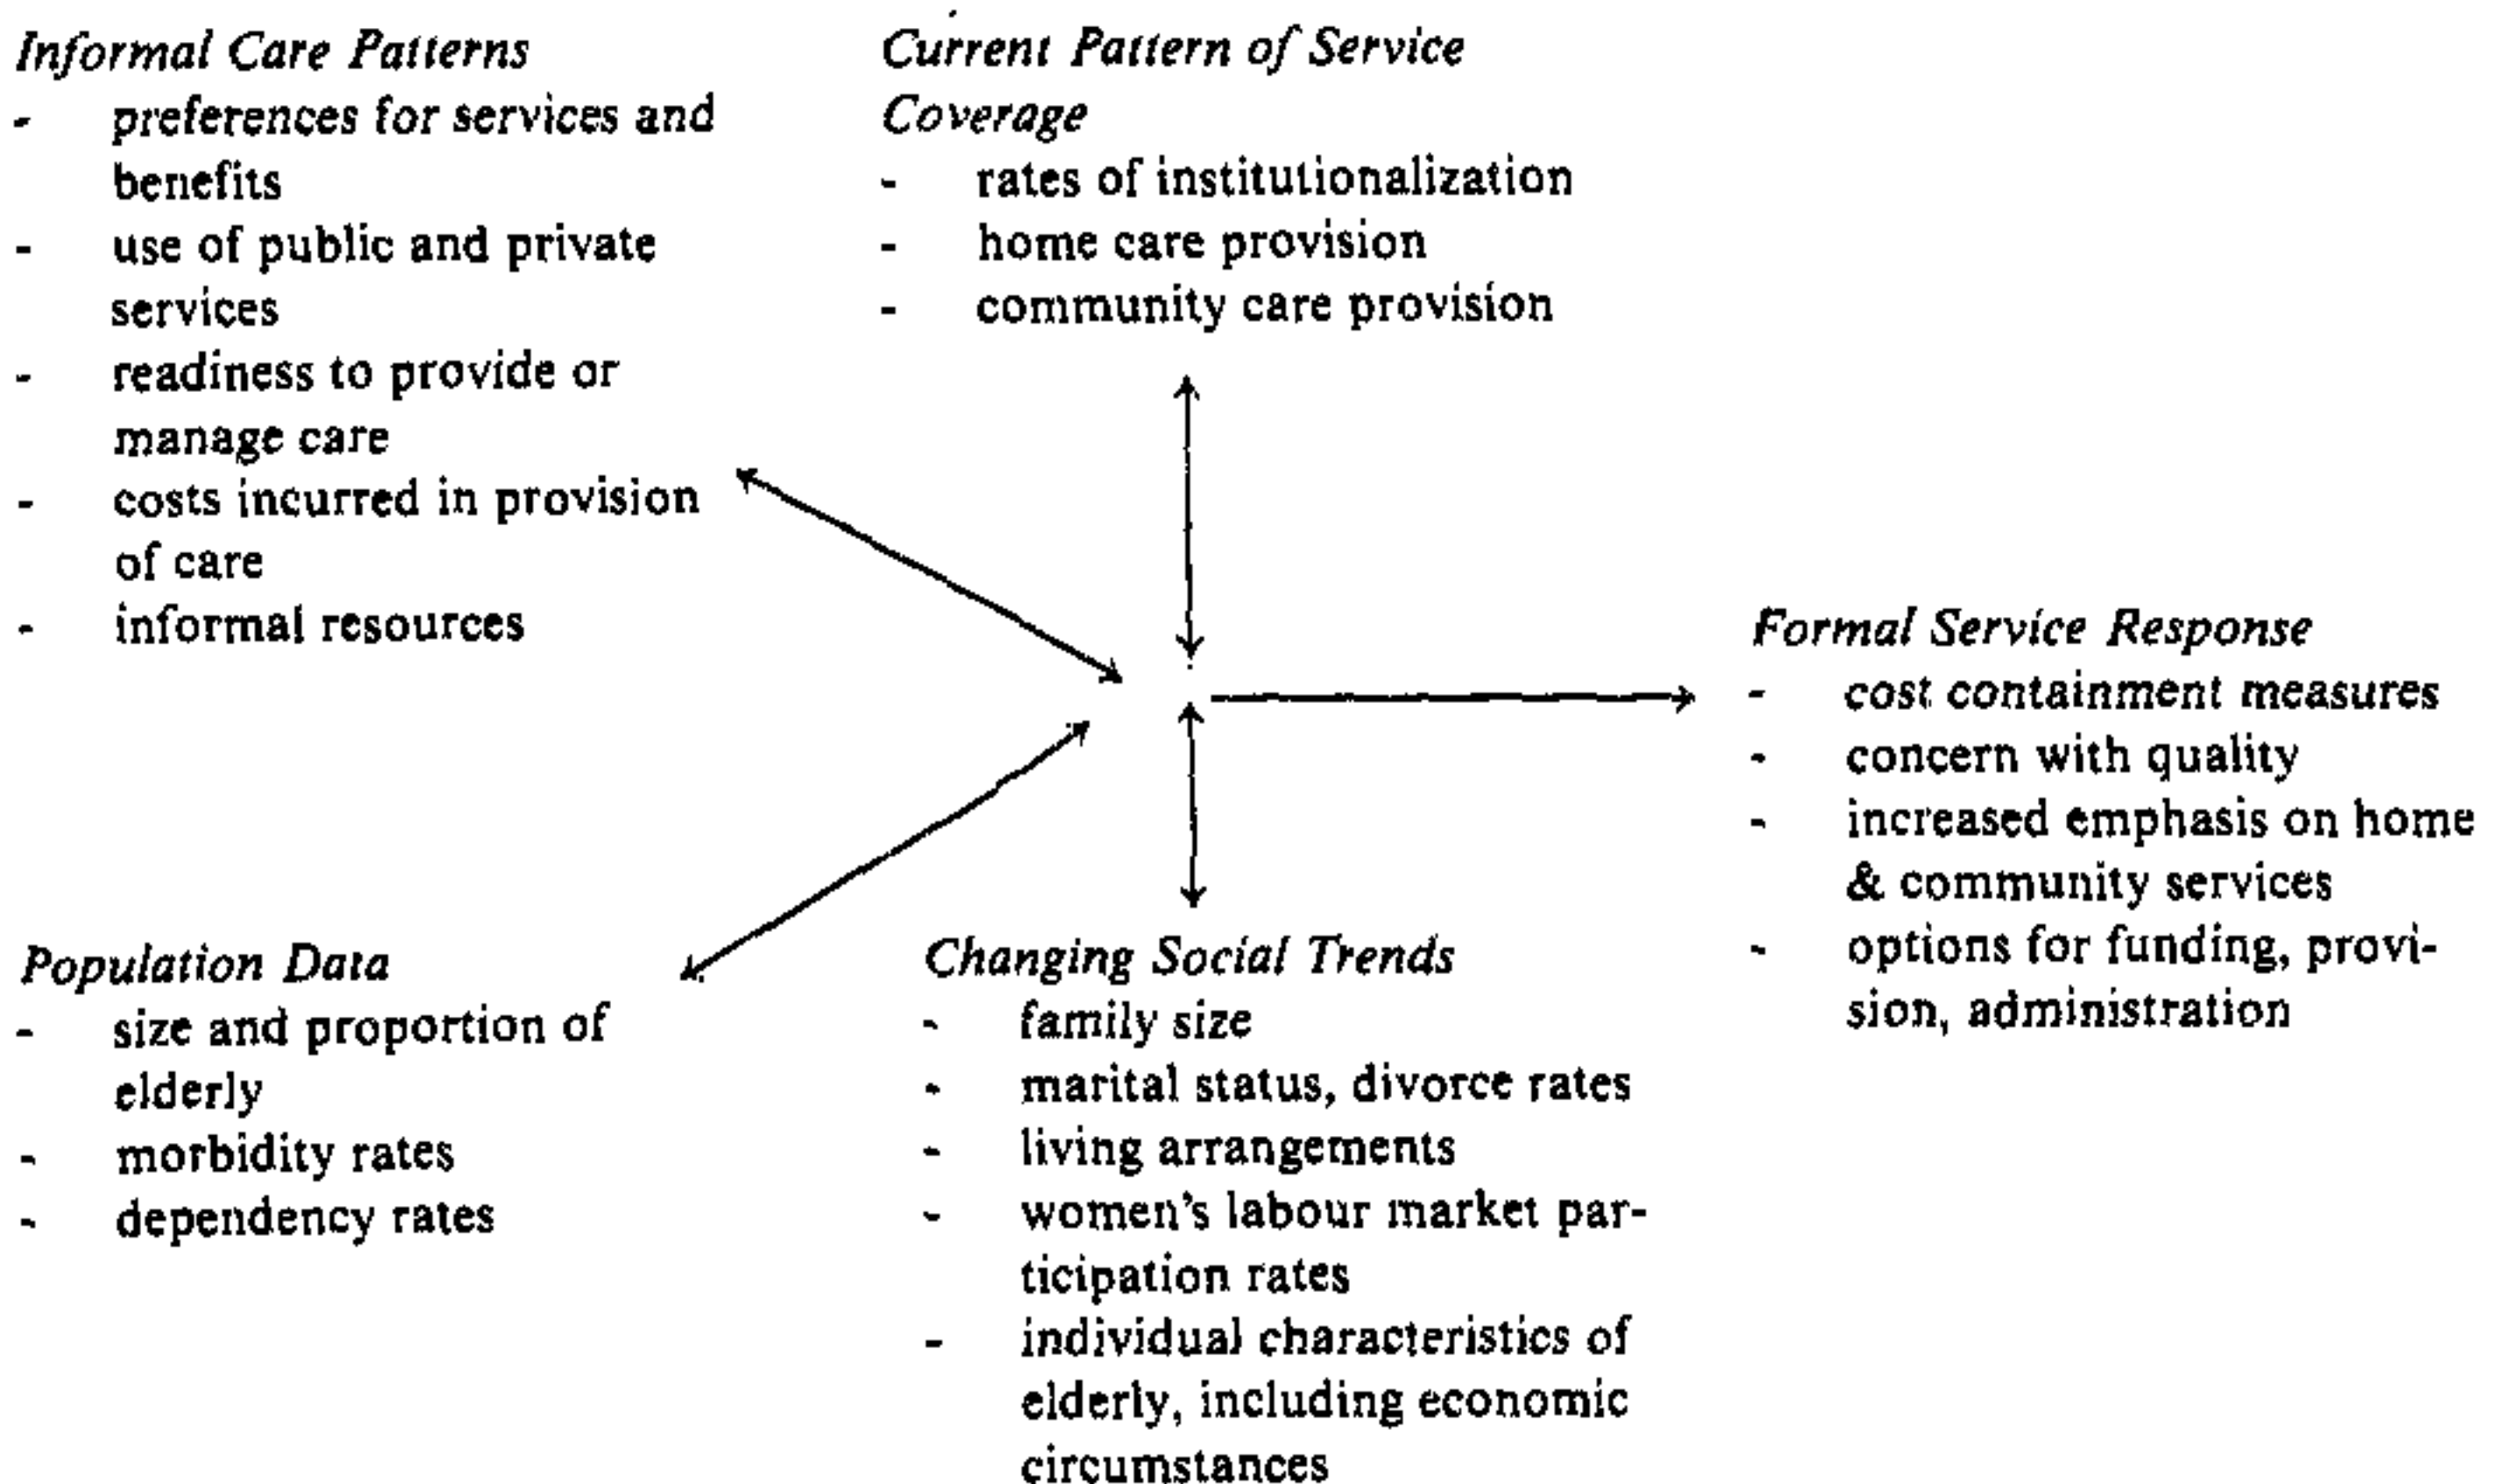 Informal Care Patterns
- preferences for services and
benefits
- use of public and private
services
- readiness to provide or
manage care
- costs incurred in provision
of care
- informal resources
Current Pattern of Service
Coverage
- rates of institutionalization
- home care provision
- community care provision
Formal Service Response
- cost containment measures
- concern with quality
- increased emphasis on home
& community services
- options for funding, provi-
sion, administration
Population Data
- size and proportion of
elderly
- morbidity rates
- dependency rates
Changing Social Trends
- family size
- marital status, divorce rates
- living arrangements
- women's labour market par-
ticipation rates
- individual characteristics of
elderly, including economic
circumstances